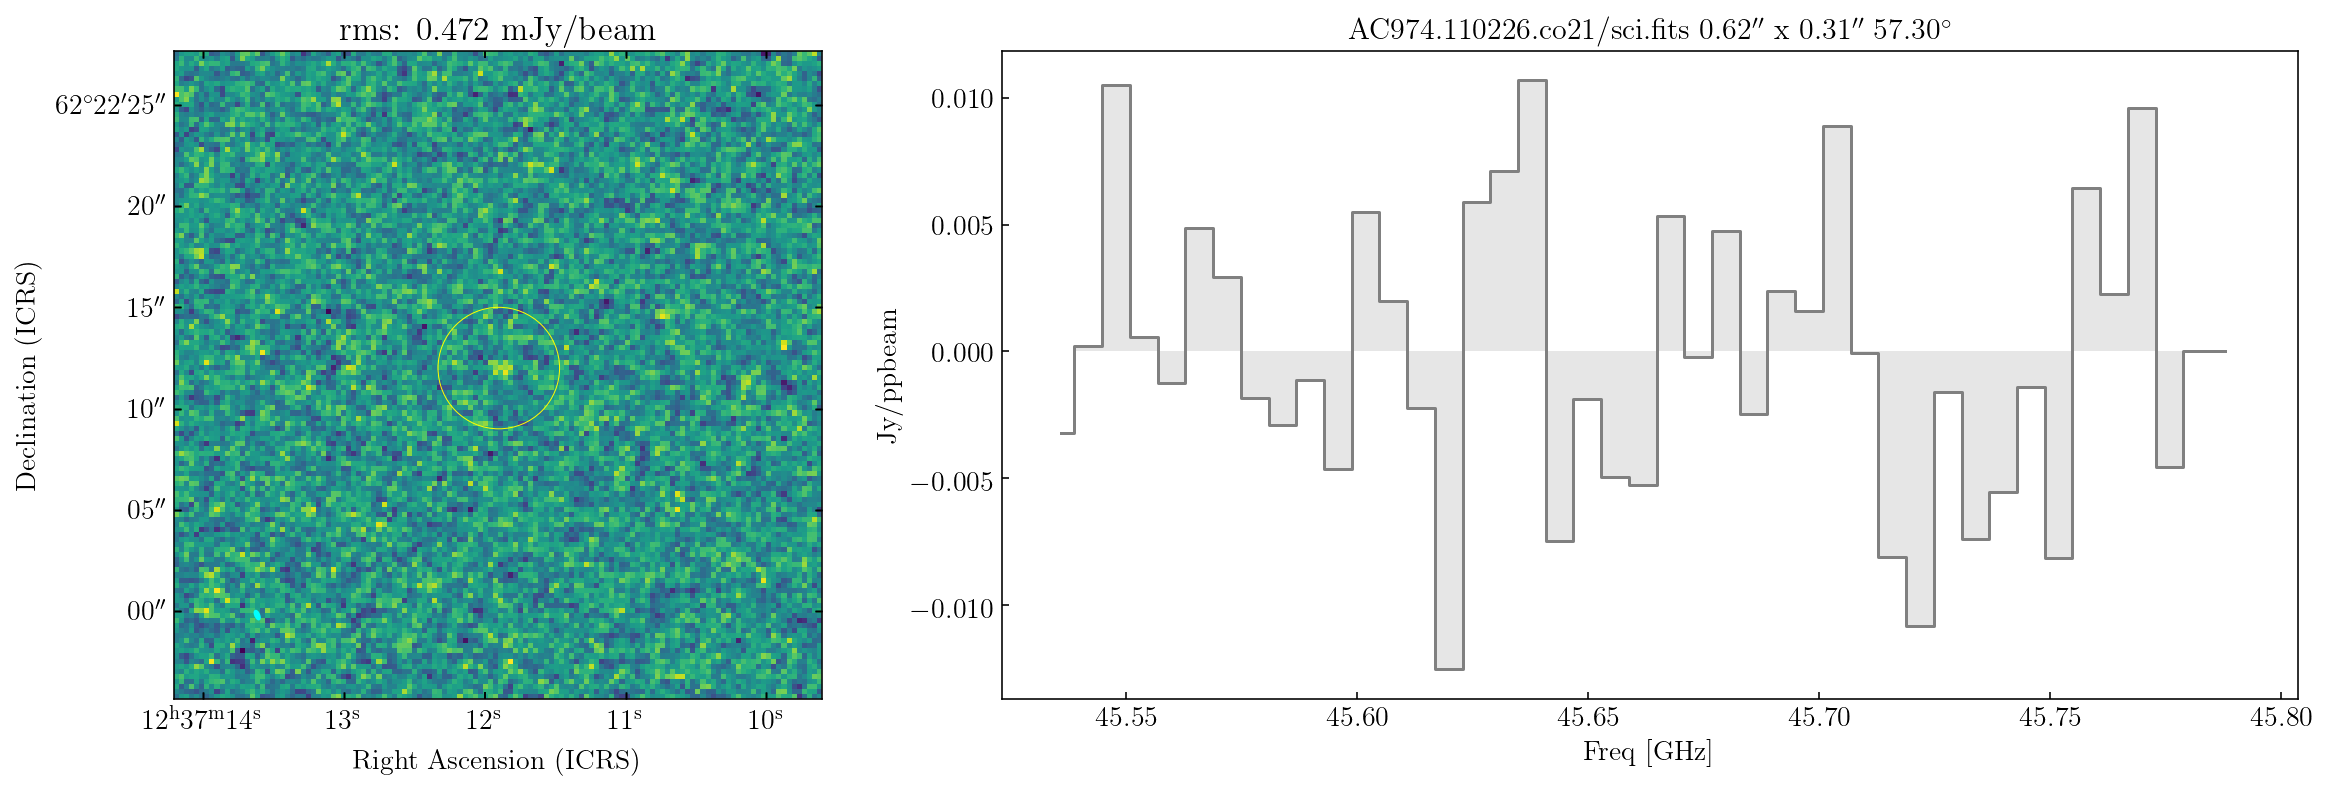 rms: 0.472 mJy/beam
62°22′25″
20″
15″
10″
05″
00″
12ʰ37ᵐ14ˢ 13ˢ 12ˢ 11ˢ 10ˢ
Right Ascension (ICRS)
Declination (ICRS)
AC974.110226.co21/sci.fits 0.62″ x 0.31″ 57.30°
0.010
0.005
0.000
−0.005
−0.010
Jy/ppbeam
45.55 45.60 45.65 45.70 45.75 45.80
Freq [GHz]